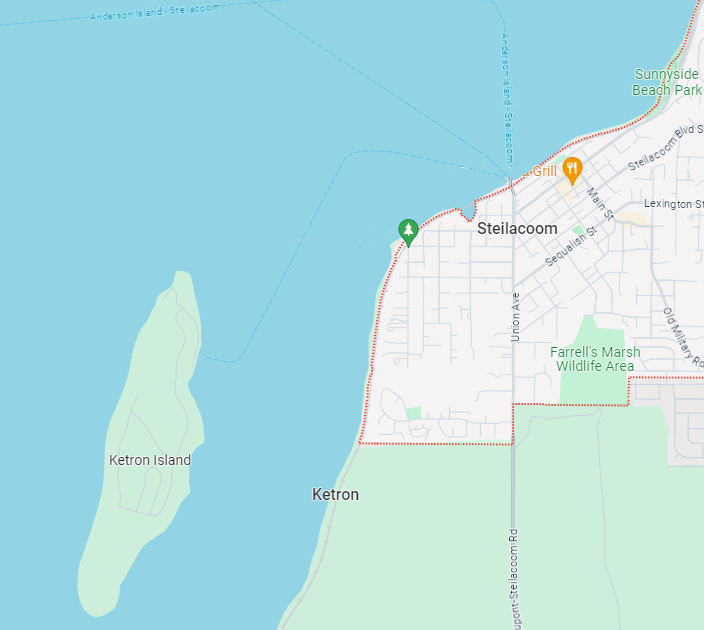 Anderson Island - Steilacoom
Anderson Island - Steilacoom
Sunnyside
Beach Park
Steilacoom Blvd S
Grill
Main St
Lexington St
Steilacoom
Sequalish St
Union Ave
Old Military Rd
Farrell's Marsh
Wildlife Area
Ketron Island
Ketron
upont-Steilacoom Rd